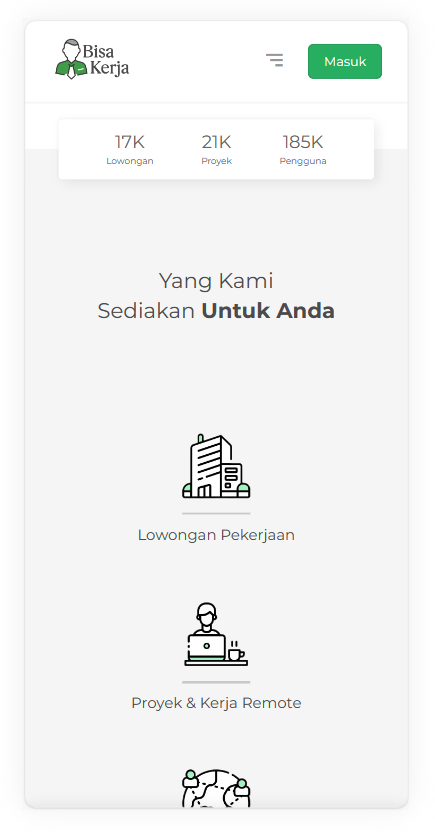 Bisa
Kerja
Masuk
17K
21K
185K
Lowongan
Proyek
Pengguna
Yang Kami
Sediakan Untuk Anda
Lowongan Pekerjaan
Proyek & Kerja Remote